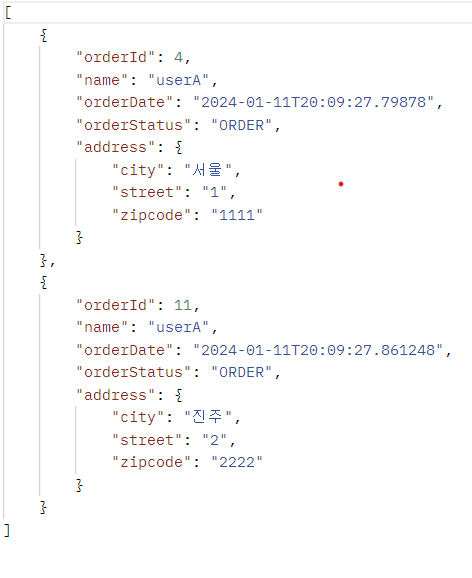 [
    {
        "orderId": 4,
        "name": "userA",
        "orderDate": "2024-01-11T20:09:27.79878",
        "orderStatus": "ORDER",
        "address": {
            "city": "서울",
            "street": "1",
            "zipcode": "1111"
        }
    },
    {
        "orderId": 11,
        "name": "userA",
        "orderDate": "2024-01-11T20:09:27.861248",
        "orderStatus": "ORDER",
        "address": {
            "city": "진주",
            "street": "2",
            "zipcode": "2222"
        }
    }
]